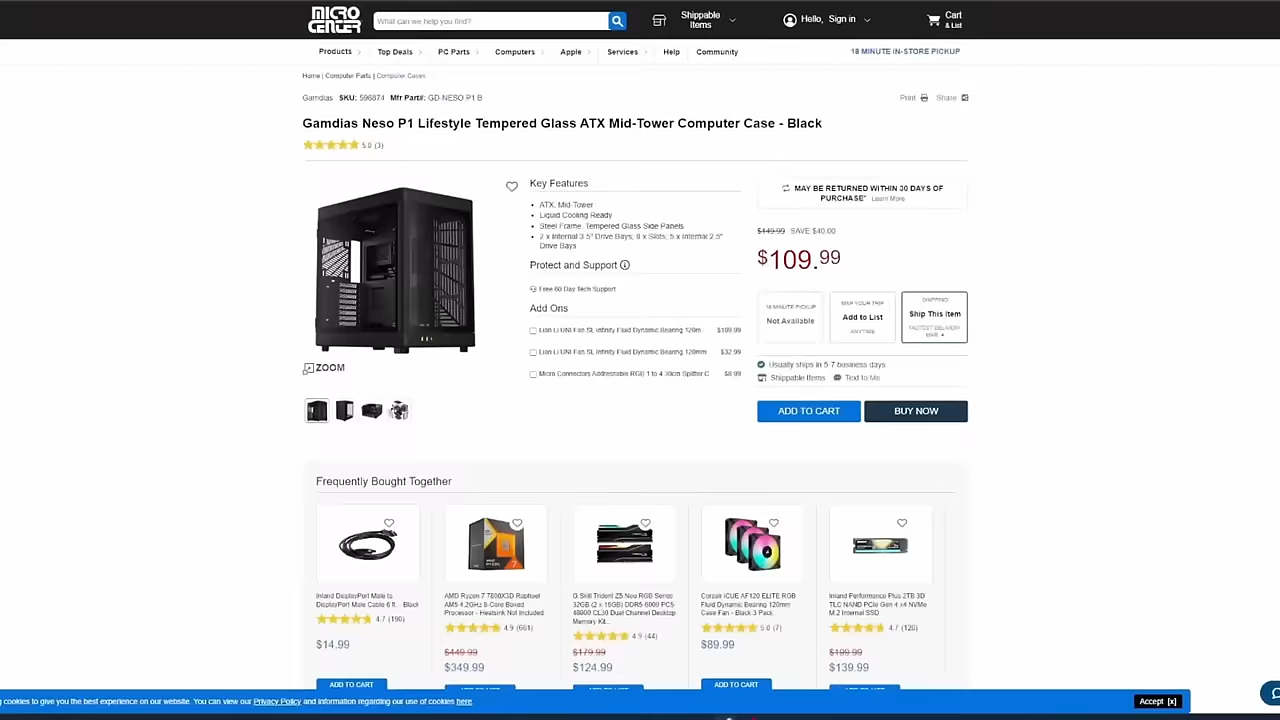 MICRO CENTER
What can we help you find?
Shippable Items
Hello, Sign in
Cart & List
Products
Top Deals
PC Parts
Computers
Apple
Services
Help
Community
18 MINUTE IN-STORE PICKUP
Home | Computer Parts | Computer Cases
Gamdias SKU: 596874 Mfr Part#: GD-NESO P1 B
Print
Share
Gamdias Neso P1 Lifestyle Tempered Glass ATX Mid-Tower Computer Case - Black
5.0 (3)
Key Features
ATX, Mid-Tower
Liquid Cooling Ready
Steel Frame, Tempered Glass Side Panels
2 x Internal 3.5" Drive Bays, 8 x Slots, 5 x Internal 2.5"
Drive Bays
Protect and Support
Free 60 Day Tech Support
Add Ons
Lian Li UNI Fan SL Infinity Fluid Dynamic Bearing 120m $109.99
Lian Li UNI Fan SL Infinity Fluid Dynamic Bearing 120mm $32.99
Micro Connectors Addressable RGB 1 to 4 30cm Splitter C $8.99
ZOOM
MAY BE RETURNED WITHIN 30 DAYS OF
PURCHASE* Learn More
$149.99 SAVE $40.00
$109.99
18 MINUTE PICKUP
Not Available
MAP YOUR TRIP
Add to List
ANYTIME
SHIPPING
Ship This Item
FASTEST DELIVERY
Usually ships in 5-7 business days
Shippable Items
Text to Me
ADD TO CART
BUY NOW
Frequently Bought Together
Inland DisplayPort Male to
DisplayPort Male Cable 6 ft. - Black
4.7 (190)
$14.99
ADD TO CART
AMD Ryzen 7 7800X3D Raphael
AM5 4.2GHz 8-Core Boxed
Processor - Heatsink Not Included
4.9 (661)
$449.99
$349.99
G.Skill Trident Z5 Neo RGB Series
32GB (2 x 16GB) DDR5-6000 PC5-
48000 CL30 Dual Channel Desktop
Memory Kit...
4.9 (44)
$179.99
$124.99
Corsair iCUE AF120 ELITE RGB
Fluid Dynamic Bearing 120mm
Case Fan - Black 3 Pack
5.0 (7)
$89.99
ADD TO CART
Inland Performance Plus 2TB 3D
TLC NAND PCIe Gen 4 x4 NVMe
M.2 Internal SSD
4.7 (126)
$139.99
cookies to give you the best experience on our website. You can view our Privacy Policy and information regarding our use of cookies here.
Accept [x]